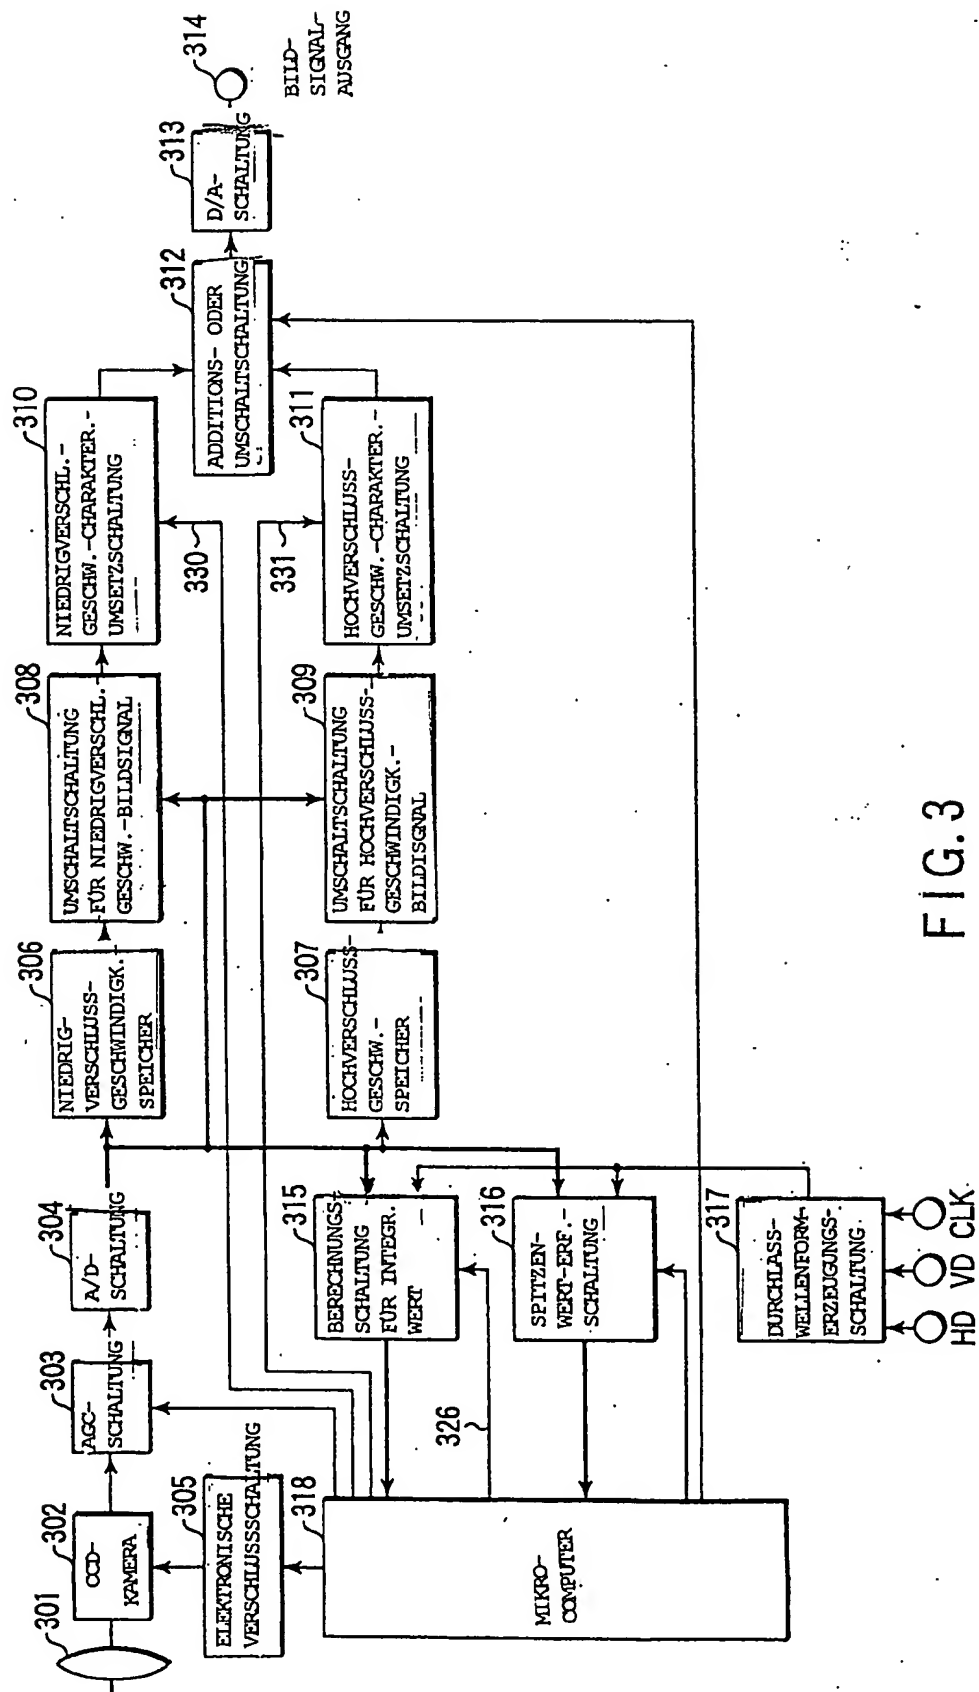 301
302
CCD-
KAMERA
303
AGC-
SCHALTUNG
304
A/D-
SCHALTUNG
306
NIEDRIG-
VERSCHLUSS-
GESCHWINDIGK.
SPEICHER
308
UMSCHALTSCHALTUNG
FÜR NIEDRIGVERSCHL.-
GESCHW.-BILDSIGNAL
310
NIEDRIGVERSCHL.-
GESCHW.-CHARAKTER.-
UMSETZSCHALTUNG
312
ADDITIONS- ODER
UMSCHALTSCHALTUNG
313
D/A-
SCHALTUNG
314
BILD-
SIGNAL-
AUSGANG
305
ELEKTRONISCHE
VERSCHLUSSSCHALTUNG
307
HOCHVERSCHLUSS-
GESCHW.-
SPEICHER
309
UMSCHALTSCHALTUNG
FÜR HOCHVERSCHLUSS-
GESCHWINDIGK.-
BILDISGNAL
311
HOCHVERSCHLUSS-
GESCHW.-CHARAKTER.-
UMSETZSCHALTUNG
330
331
318
MIKRO-
COMPUTER
315
BERECHNUNGS-
SCHALTUNG
FÜR INTEGR.
WERT
326
316
SPITZEN-
WERT-ERF.-
SCHALTUNG
317
DURCHLASS-
WELLENFORM-
ERZEUGUNGS-
SCHALTUNG
HD VD CLK
FIG.3